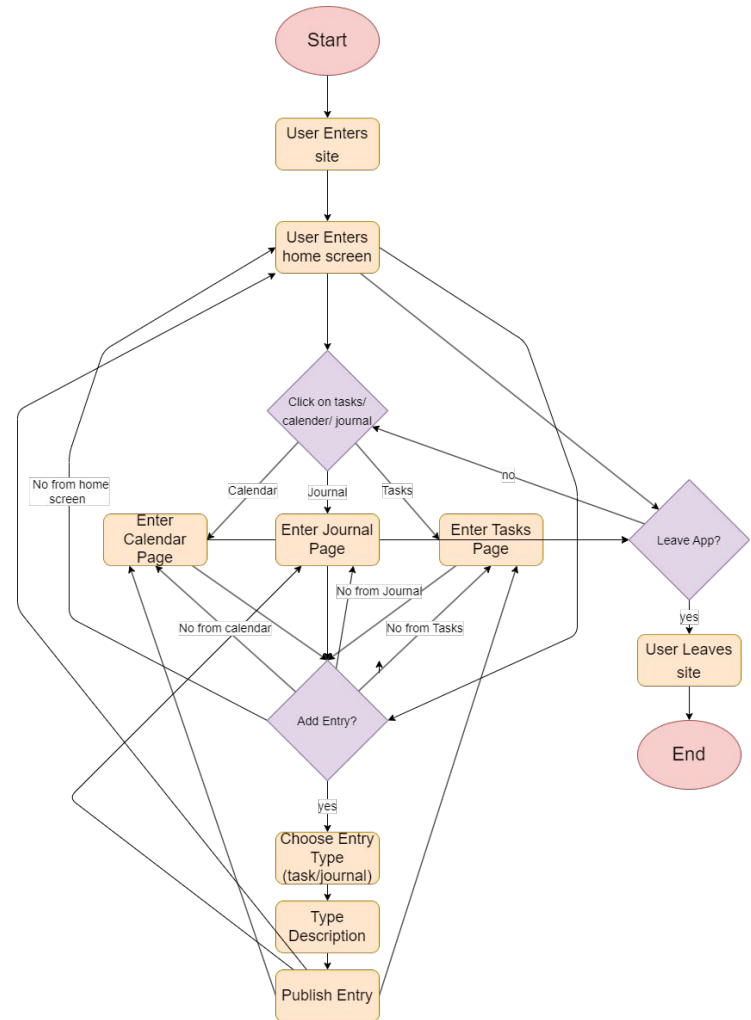 Start
User Enters
site
User Enters
home screen
Click on tasks/
calender/ journal
No from home
screen
Calendar
Journal
Tasks
no
Enter
Calendar
Page
Enter Journal
Page
Enter Tasks
Page
Leave App?
No from Journal
No from calendar
No from Tasks
yes
User Leaves
site
Add Entry?
End
yes
Choose Entry
Type
(task/journal)
Type
Description
Publish Entry